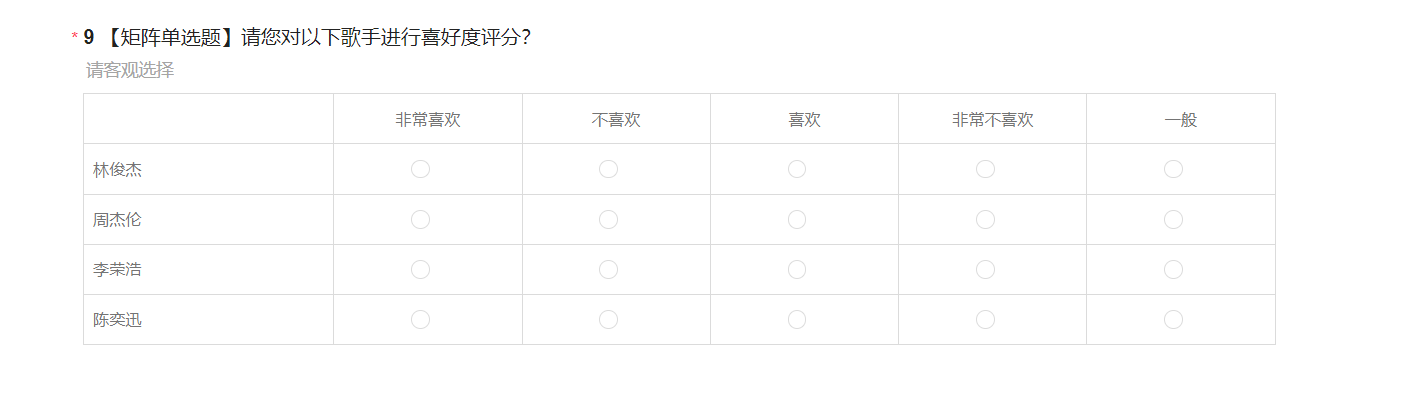 * 9 【矩阵单选题】请您对以下歌手进行喜好度评分？
请客观选择
非常喜欢 不喜欢 喜欢 非常不喜欢 一般
林俊杰
周杰伦
李荣浩
陈奕迅